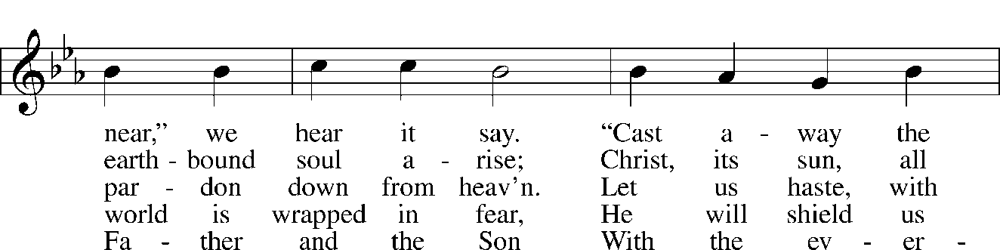 near,” we hear it say. “Cast a - way the
earth - bound soul a - rise; Christ, its sun, all
par - don down from heav’n. Let us haste, with
world is wrapped in fear, He will shield us
Fa - ther and the Son With the ev - er -